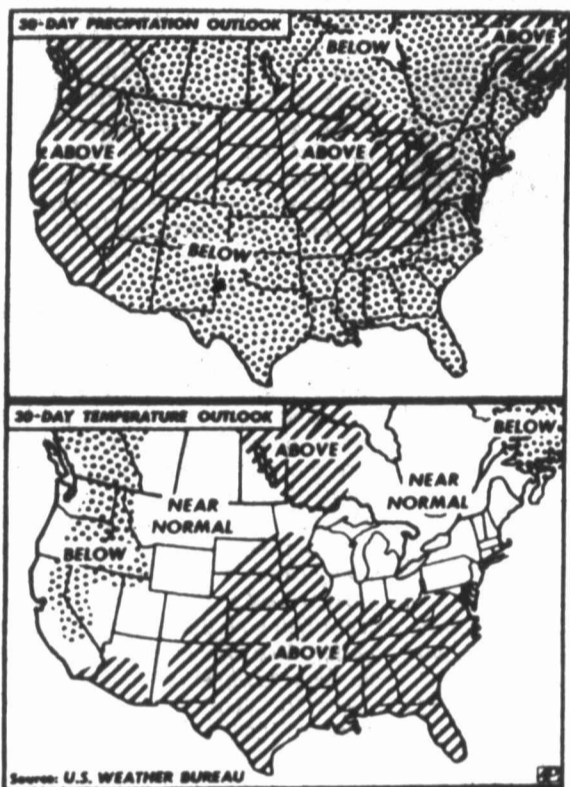 30-DAY PRECIPITATION OUTLOOK
BELOW
ABOVE
ABOVE
ABOVE
BELOW
30-DAY TEMPERATURE OUTLOOK
BELOW
ABOVE
NEAR
NORMAL
NEAR
NORMAL
BELOW
ABOVE
Source: U.S. WEATHER BUREAU